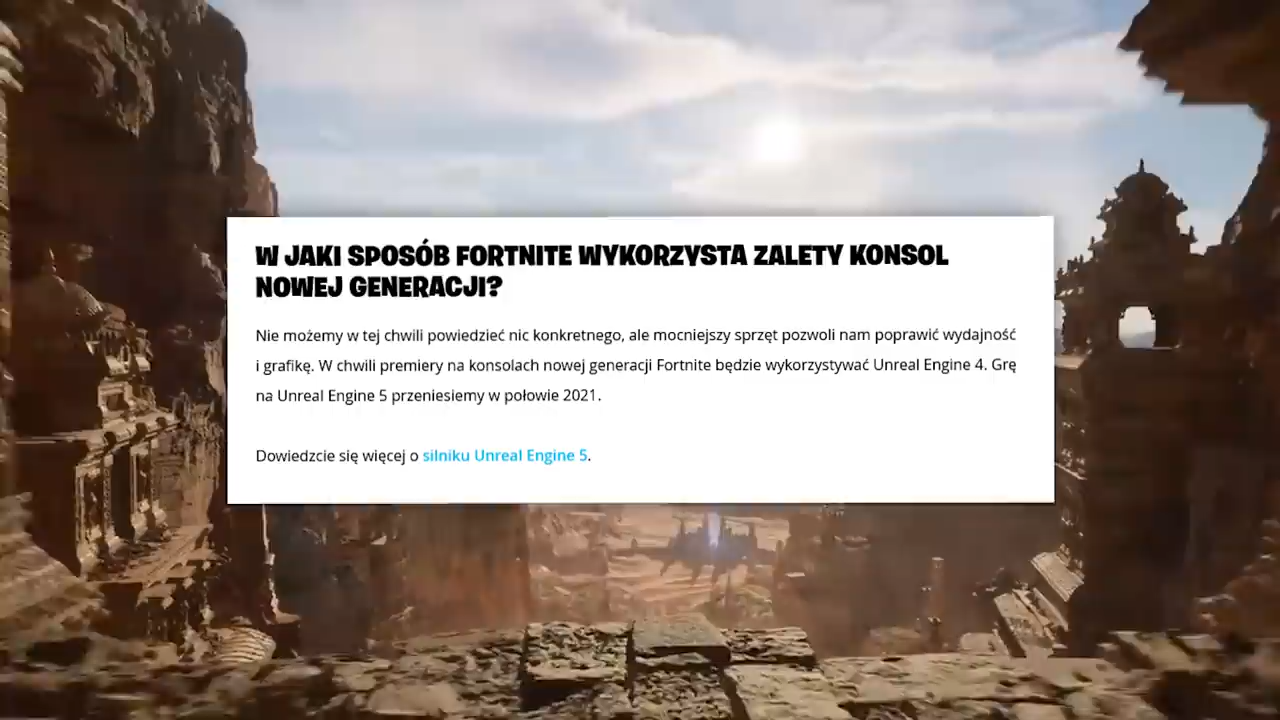 W JAKI SPOSÓB FORTNITE WYKORZYSTA ZALETY KONSOL
NOWEJ GENERACJI?
Nie możemy w tej chwili powiedzieć nic konkretnego, ale mocniejszy sprzęt pozwoli nam poprawić wydajność
i grafikę. W chwili premiery na konsolach nowej generacji Fortnite będzie wykorzystywać Unreal Engine 4. Grę
na Unreal Engine 5 przeniesiemy w połowie 2021.
Dowiedzcie się więcej o silniku Unreal Engine 5.